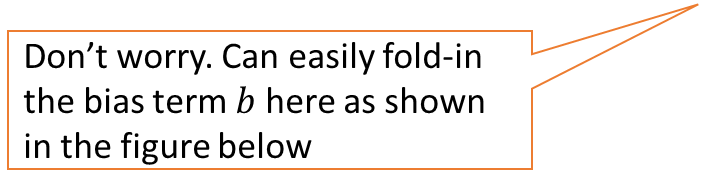 Don’t worry. Can easily fold-in
the bias term b here as shown
in the figure below